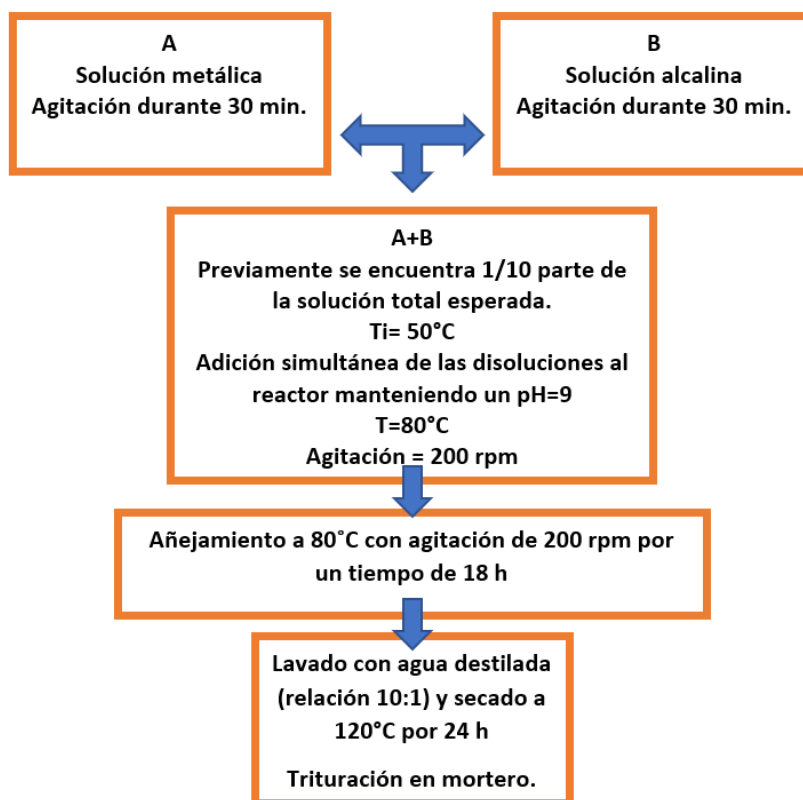 A
Solución metálica
Agitación durante 30 min.
B
Solución alcalina
Agitación durante 30 min.
A+B
Previamente se encuentra 1/10 parte de
la solución total esperada.
Ti= 50°C
Adición simultánea de las disoluciones al
reactor manteniendo un pH=9
T=80°C
Agitación = 200 rpm
Añejamiento a 80˚C con agitación de 200 rpm por
un tiempo de 18 h
Lavado con agua destilada
(relación 10:1) y secado a
120°C por 24 h
Trituración en mortero.